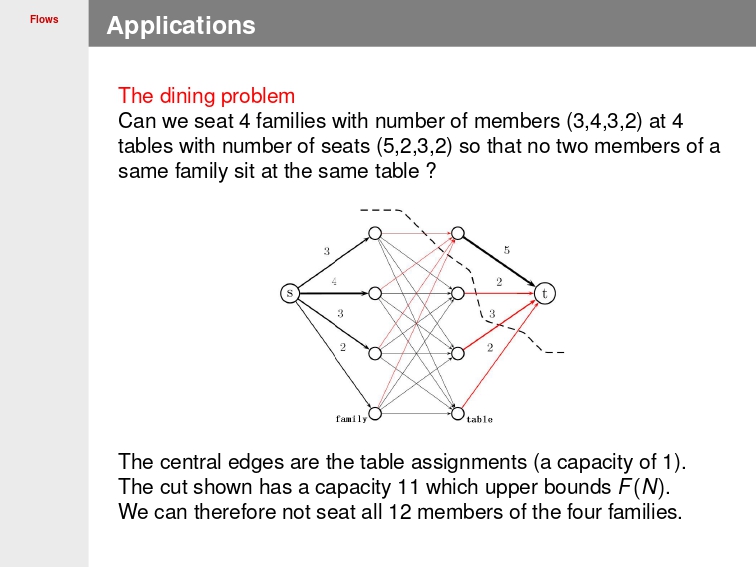 Flows
Applications
The dining problem
Can we seat 4 families with number of members (3,4,3,2) at 4
tables with number of seats (5,2,3,2) so that no two members of a
same family sit at the same table ?
3
5
4
2
s
t
3
3
2
2
family
table
The central edges are the table assignments (a capacity of 1).
The cut shown has a capacity 11 which upper bounds F(N).
We can therefore not seat all 12 members of the four families.